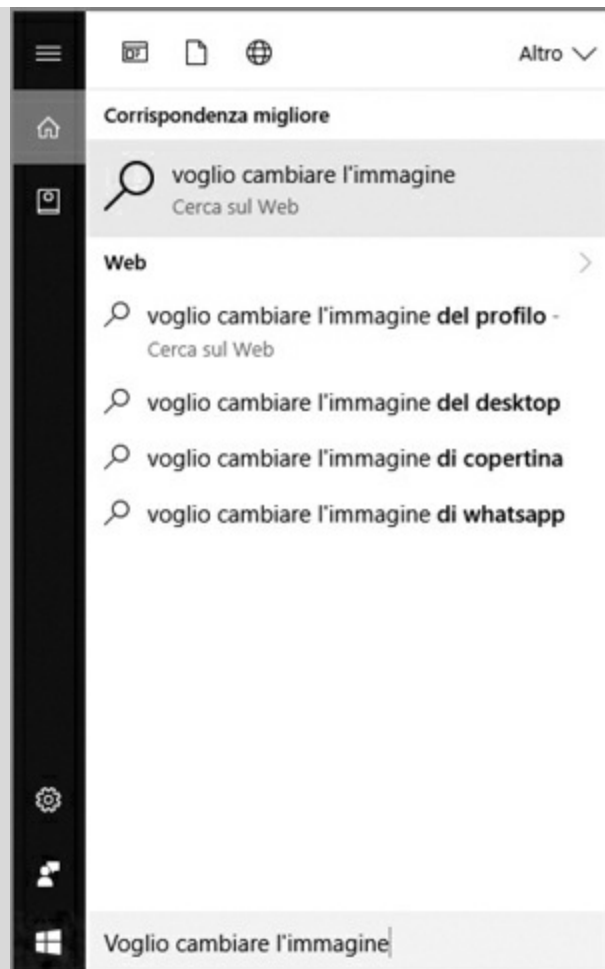 Altro
Corrispondenza migliore
voglio cambiare l'immagine
Cerca sul Web
Web
voglio cambiare l'immagine del profilo -
Cerca sul Web
voglio cambiare l'immagine del desktop
voglio cambiare l'immagine di copertina
voglio cambiare l'immagine di whatsapp
Voglio cambiare l'immagine